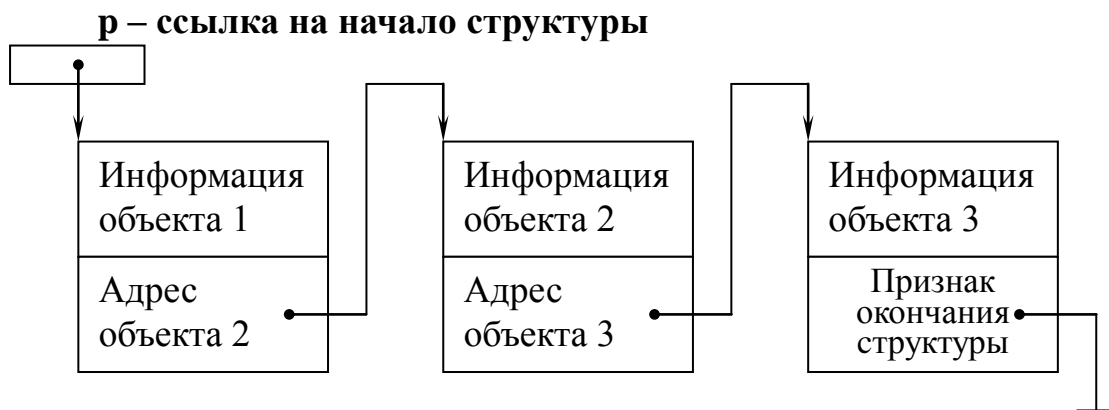 p – ссылка на начало структуры
Информация
объекта 1
Адрес
объекта 2
Информация
объекта 2
Адрес
объекта 3
Информация
объекта 3
Признак
окончания
структуры